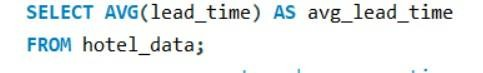 SELECT AVG(lead_time) AS avg_lead_time
FROM hotel_data;